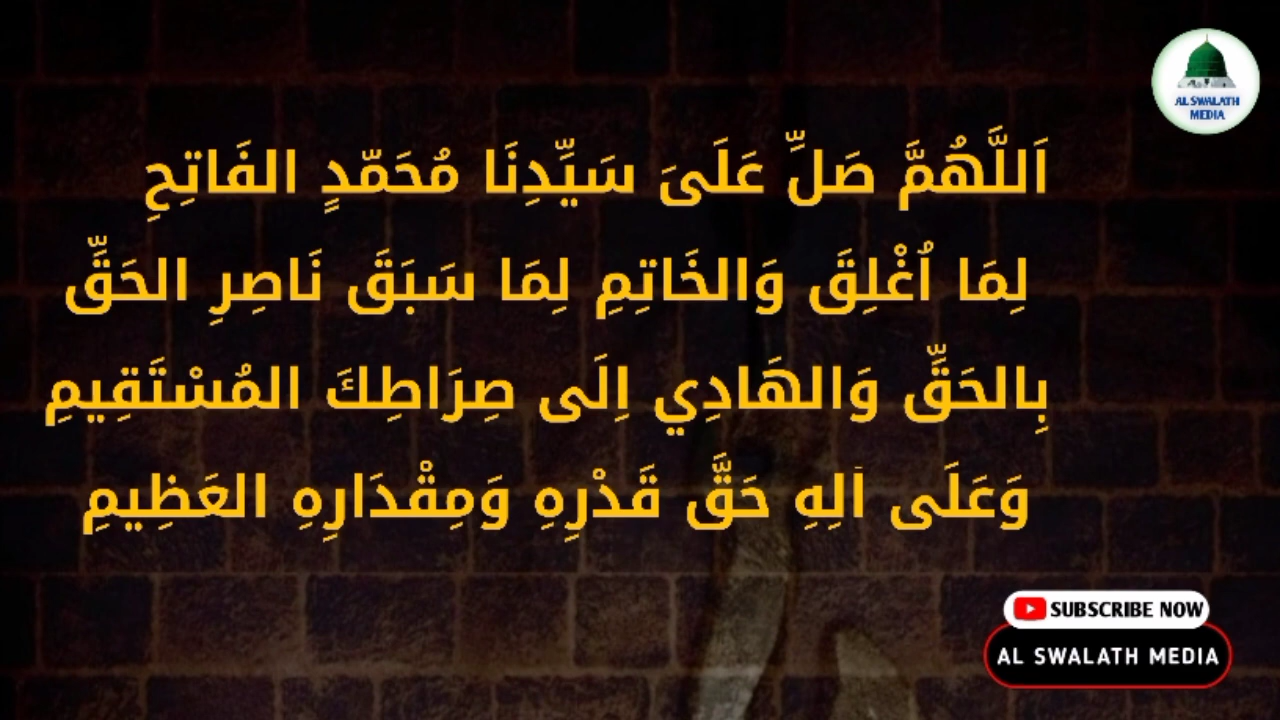 AL SWALATH
MEDIA
اَللَّهُمَّ صَلِّ عَلَىَ سَيِّدِنَا مُحَمّدٍ الفَاتِحِ
لِمَا اُغْلِقَ وَالخَاتِمِ لِمَا سَبَقَ نَاصِرِ الحَقِّ
بِالحَقِّ وَالهَادِي اِلَى صِرَاطِكَ المُسْتَقِيمِ
وَعَلَى اَلِهِ حَقَّ قَدْرِهِ وَمِقْدَارِهِ العَظِيمِ
SUBSCRIBE NOW
AL SWALATH MEDIA